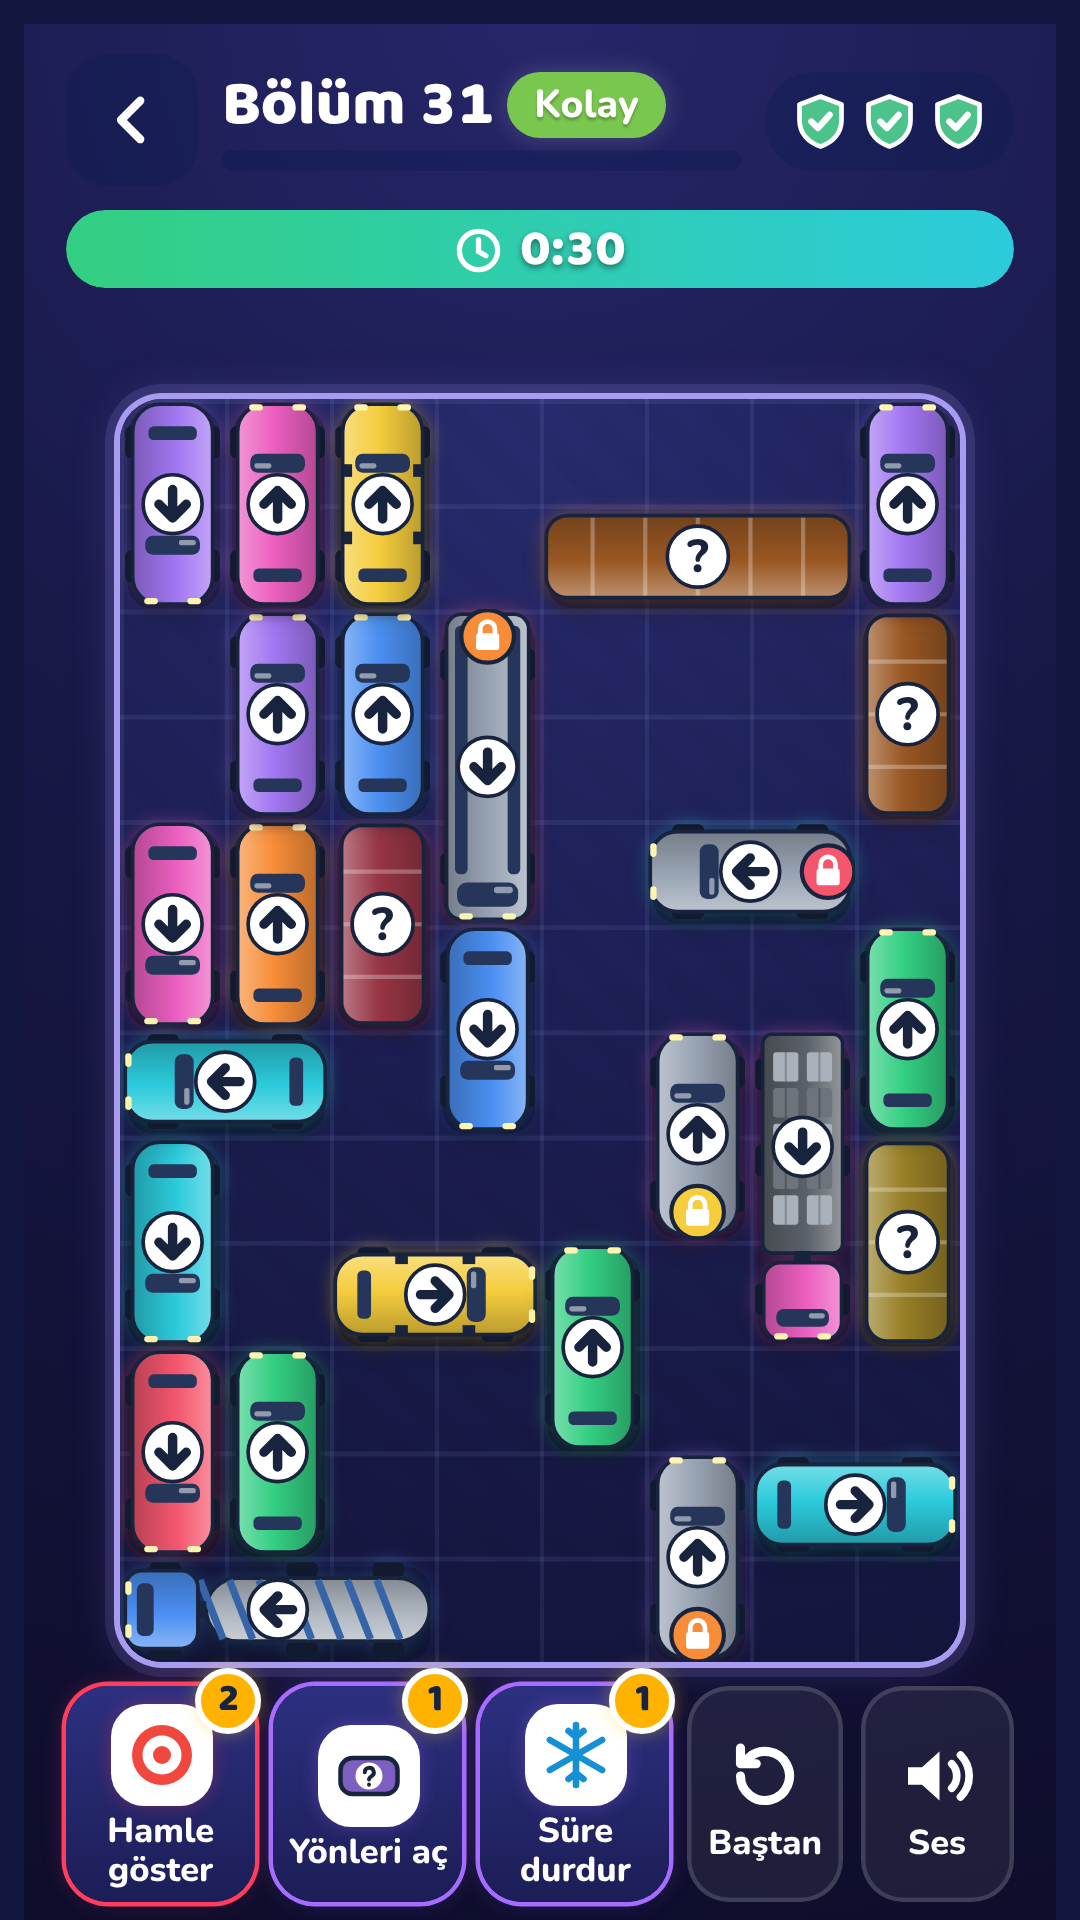 Bölüm 31 Kolay
0:30
?
?
?
?
2
1
1
?
Hamle
göster
Yönleri aç
Süre
durdur
Baştan
Ses